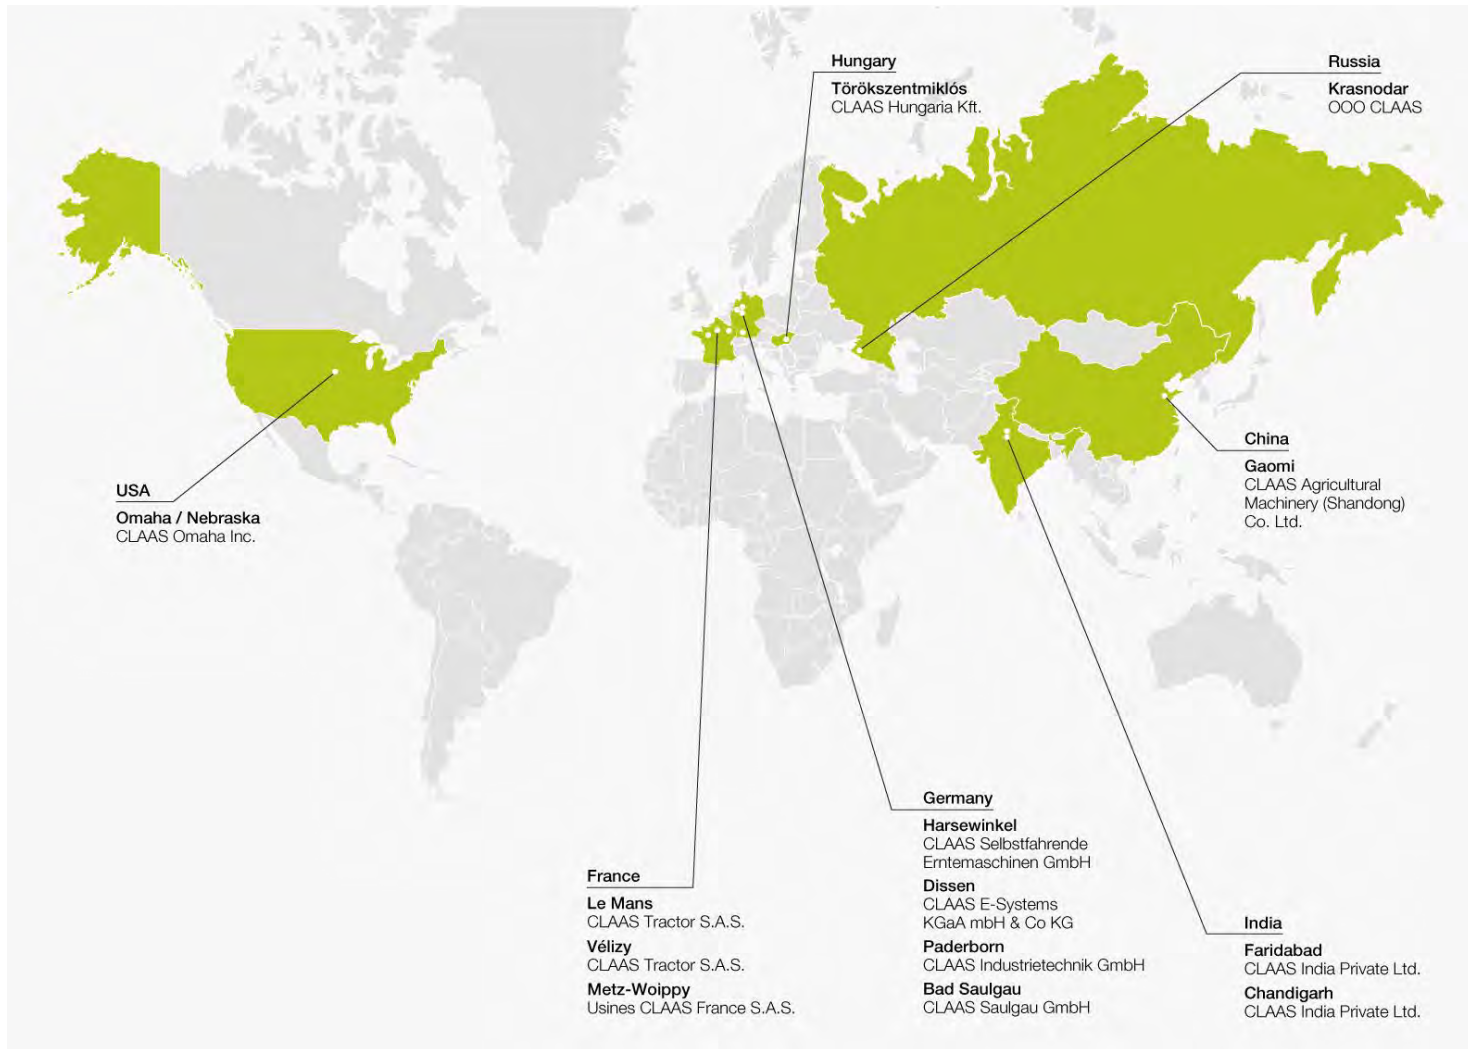 Hungary
Törökszentmiklós
CLAAS Hungaria Kft.
Russia
Krasnodar
OOO CLAAS
China
Gaomi
CLAAS Agricultural
Machinery (Shandong)
Co. Ltd.
USA
Omaha / Nebraska
CLAAS Omaha Inc.
France
Le Mans
CLAAS Tractor S.A.S.
Vélizy
CLAAS Tractor S.A.S.
Metz-Woippy
Usines CLAAS France S.A.S.
Germany
Harsewinkel
CLAAS Selbstfahrende
Erntemaschinen GmbH
Dissen
CLAAS E-Systems
KGaA mbH & Co KG
Paderborn
CLAAS Industrietechnik GmbH
Bad Saulgau
CLAAS Saulgau GmbH
India
Faridabad
CLAAS India Private Ltd.
Chandigarh
CLAAS India Private Ltd.